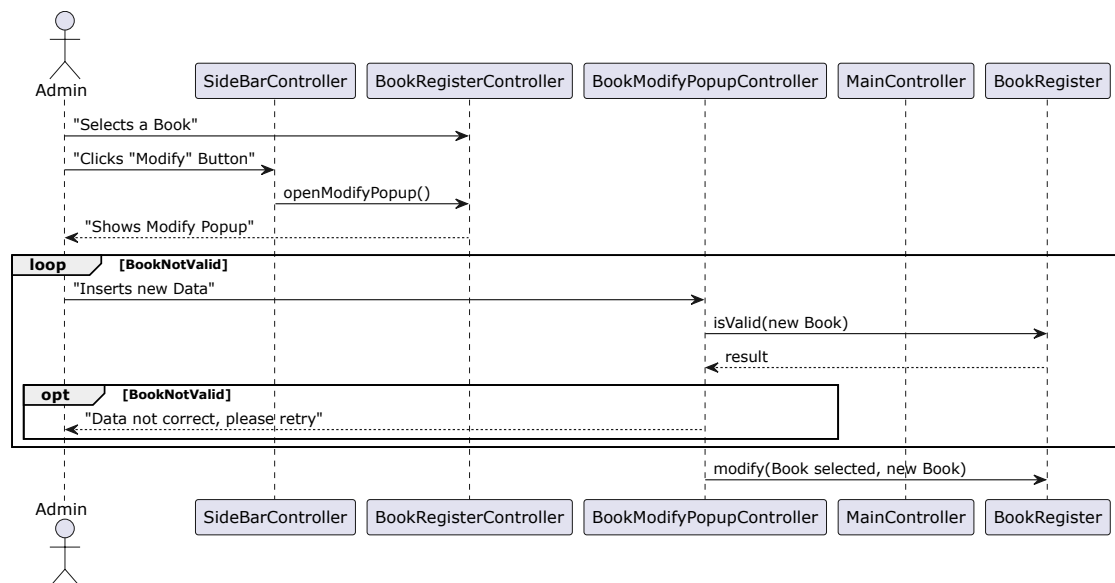 Admin
SideBarController
BookRegisterController
BookModifyPopupController
MainController
BookRegister
"Selects a Book"
"Clicks "Modify" Button"
openModifyPopup()
"Shows Modify Popup"
loop [BookNotValid]
"Inserts new Data"
isValid(new Book)
result
opt [BookNotValid]
"Data not correct, please retry"
modify(Book selected, new Book)
Admin
SideBarController
BookRegisterController
BookModifyPopupController
MainController
BookRegister